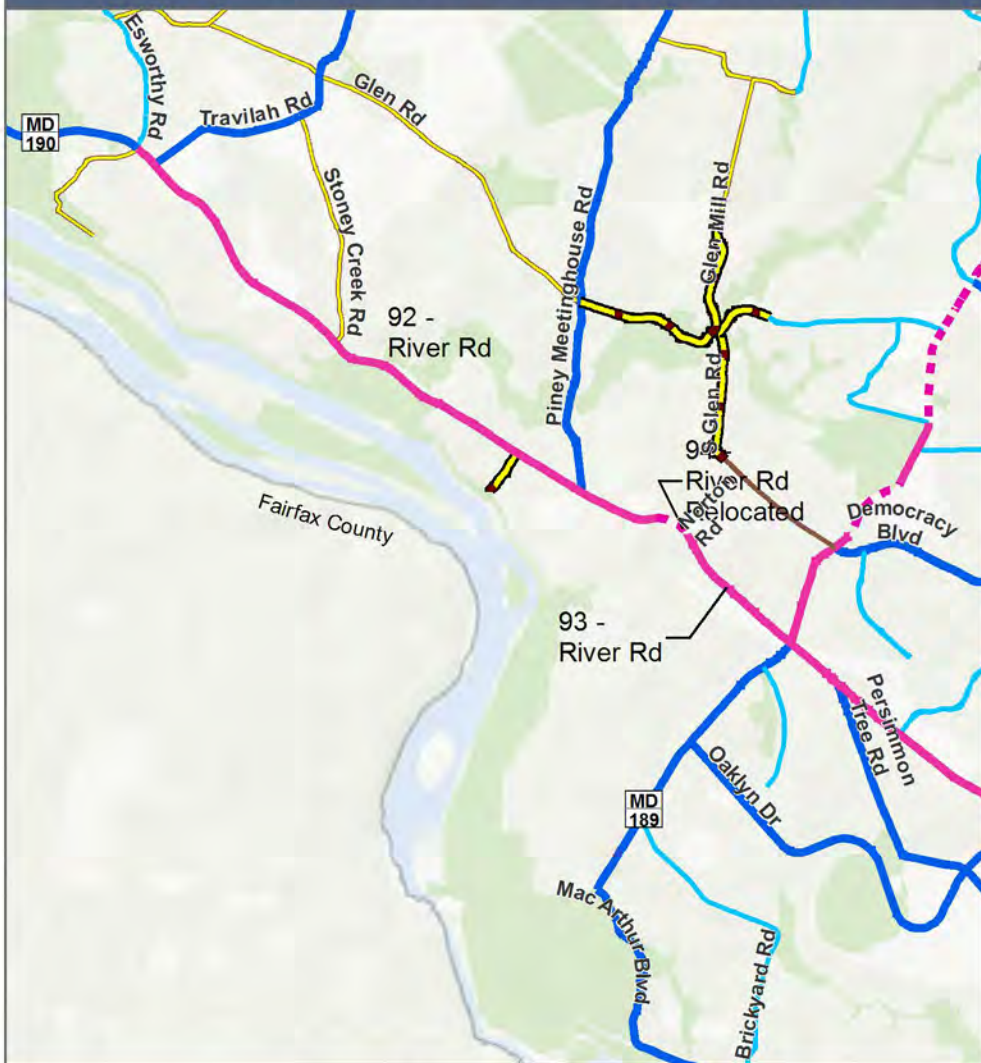 Esworthy Rd
MD
190
Travilah Rd
Glen Rd
Stoney Creek Rd
Piney Meetinghouse Rd
Glen Mill Rd
92 -
River Rd
S Glen Rd
River Rd
Relocated
Norton
Rd
Democracy
Blvd
Fairfax County
93 -
River Rd
Persimmon
Tree Rd
Oaklyn Dr
MD
189
Mac Arthur Blvd
Brickyard Rd